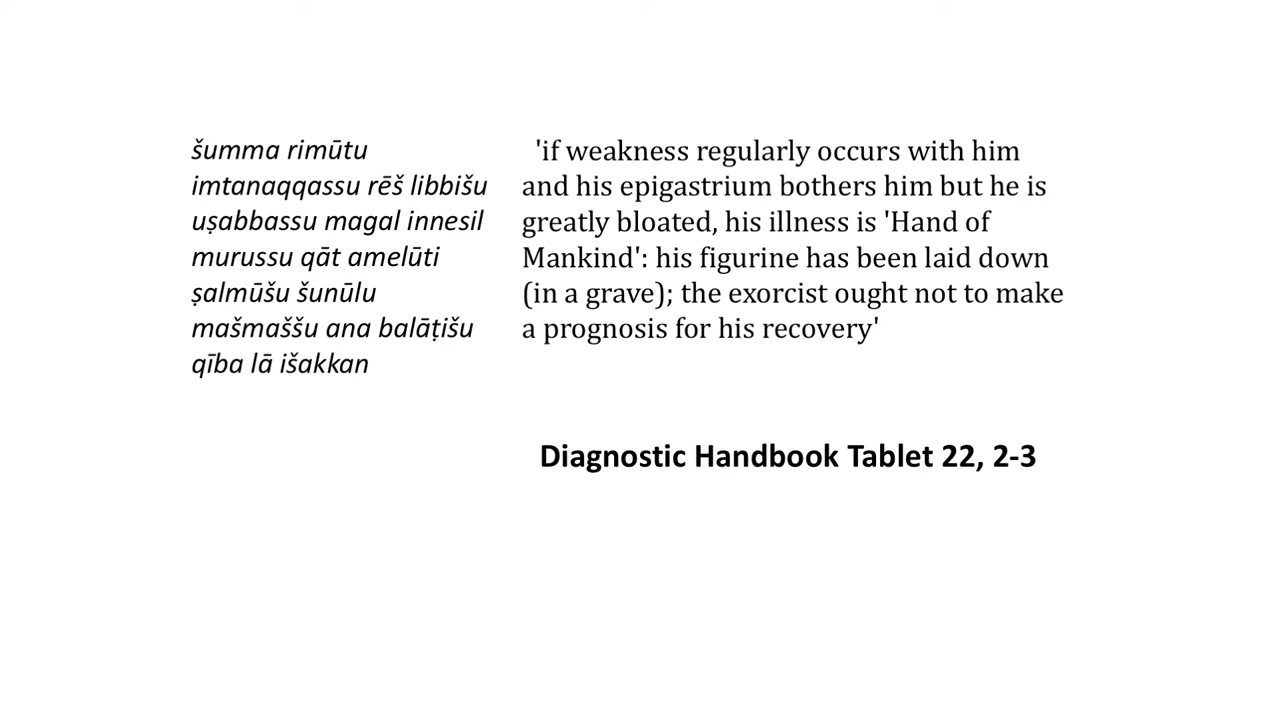 šumma rimūtu
imtanaqqassu rēš libbišu
uṣabbassu magal innesil
murussu qāt amelūti
ṣalmūšu šunūlu
mašmaššu ana balāṭišu
qība lā išakkan
'if weakness regularly occurs with him
and his epigastrium bothers him but he is
greatly bloated, his illness is 'Hand of
Mankind': his figurine has been laid down
(in a grave); the exorcist ought not to make
a prognosis for his recovery'
Diagnostic Handbook Tablet 22, 2-3